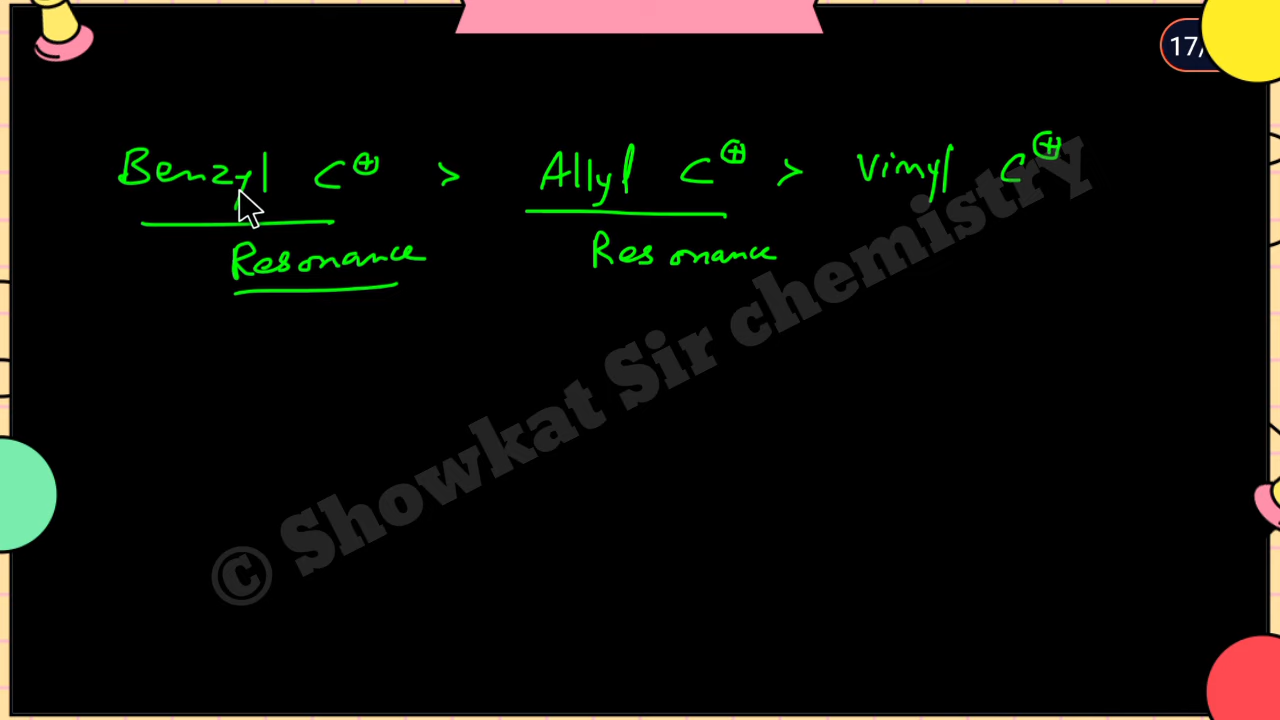 17/
Benzyl C⊕ > Allyl C⊕ > Vinyl C⊕
Resonance Resonance
© Showkat Sir chemistry